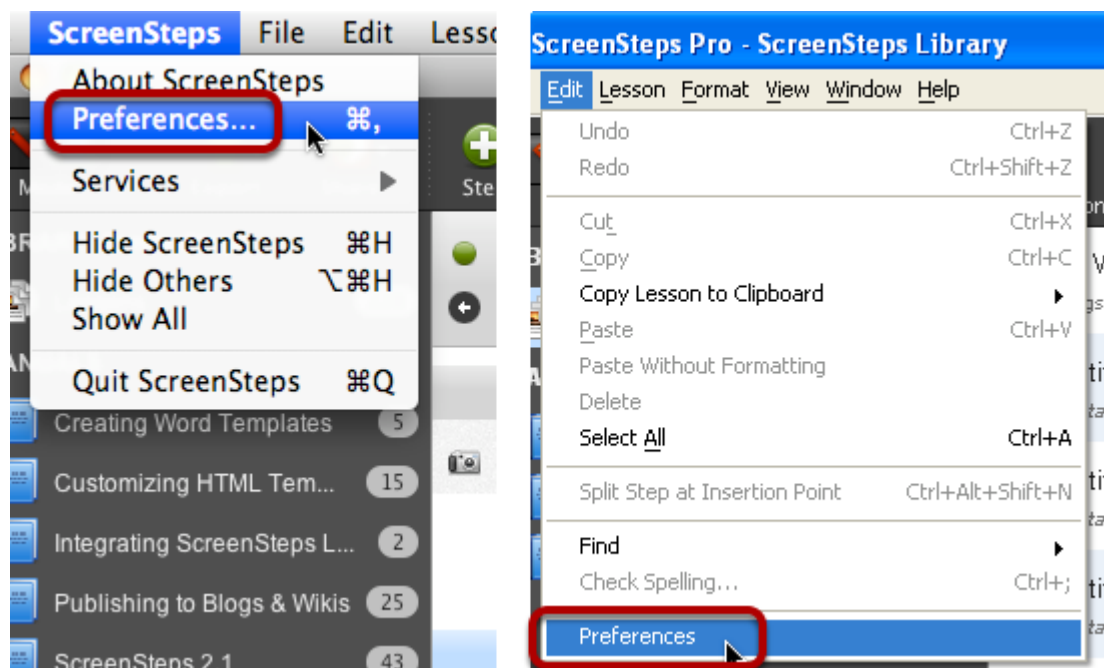 ScreenSteps File Edit
About ScreenSteps
Preferences... ⌘,
Services
Hide ScreenSteps ⌘H
Hide Others ⌥⌘H
Show All
Quit ScreenSteps ⌘Q
Creating Word Templates 5
Customizing HTML Tem... 15
Integrating ScreenSteps L... 2
Publishing to Blogs & Wikis 25
ScreenSteps 2.1 43
ScreenSteps Pro - ScreenSteps Library
Edit Lesson Format View Window Help
Undo Ctrl+Z
Redo Ctrl+Shift+Z
Cut Ctrl+X
Copy Ctrl+C
Copy Lesson to Clipboard
Paste Ctrl+V
Paste Without Formatting
Delete
Select All Ctrl+A
Split Step at Insertion Point Ctrl+Alt+Shift+N
Find
Check Spelling... Ctrl+;
Preferences